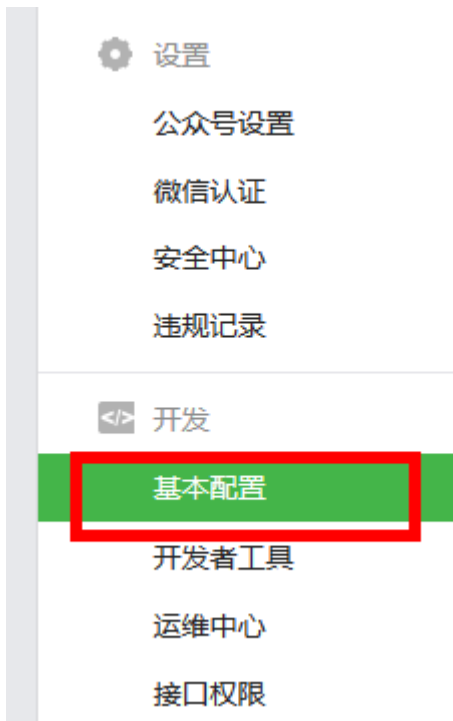 设置
公众号设置
微信认证
安全中心
违规记录
</> 开发
基本配置
开发者工具
运维中心
接口权限